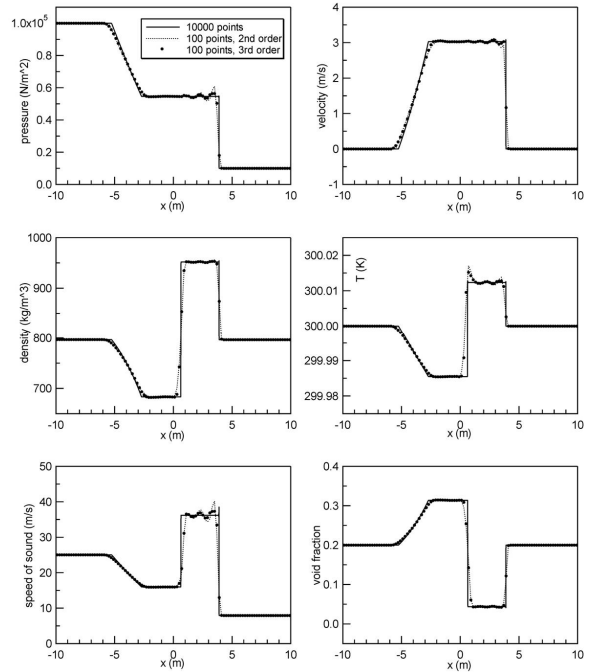 1.0x10^5
0.8
0.6
0.4
0.2
0.0
pressure (N/m^2)
-10 -5 0 5 10
x (m)
10000 points
100 points, 2nd order
100 points, 3rd order
4
3
2
1
0
-1
velocity (m/s)
-10 -5 0 5 10
x (m)
1000
900
800
700
density (kg/m^3)
-10 -5 0 5 10
x (m)
300.02
300.01
300.00
299.99
299.98
T (K)
-10 -5 0 5 10
x (m)
50
40
30
20
10
0
speed of sound (m/s)
-10 -5 0 5 10
x (m)
0.4
0.3
0.2
0.1
0.0
void fraction
-10 -5 0 5 10
x (m)